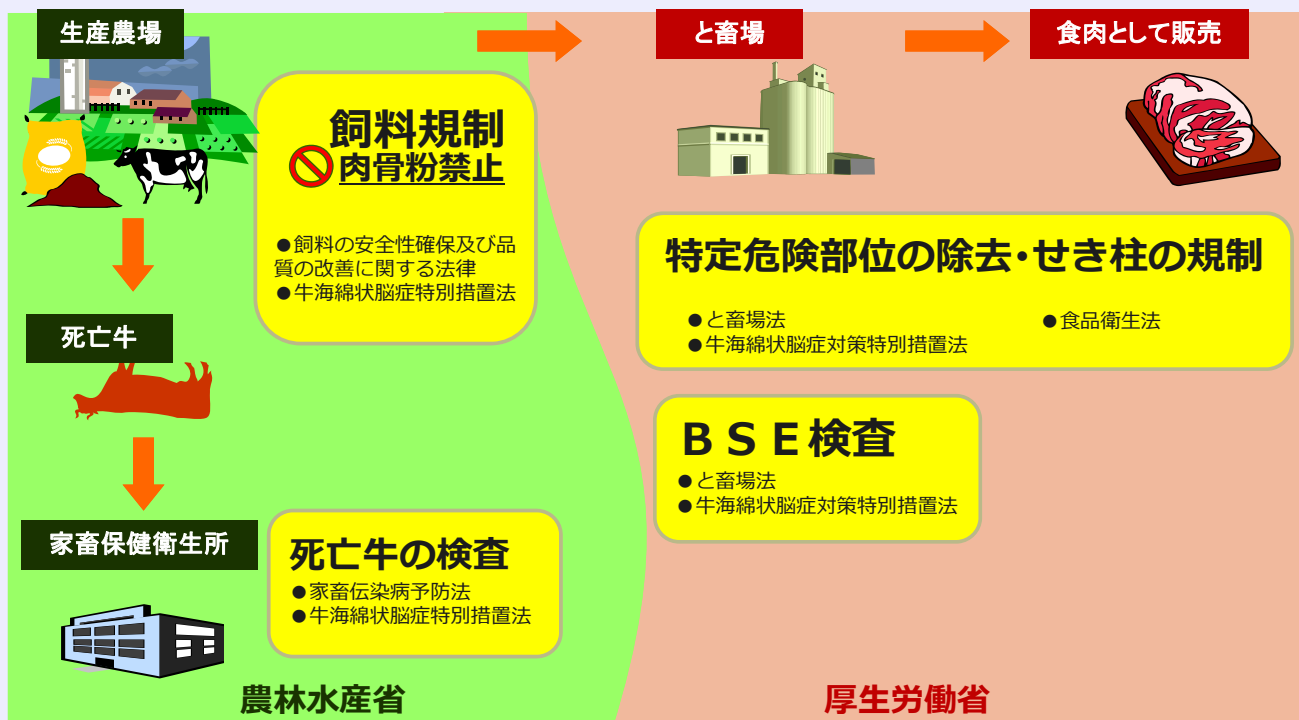 生産農場
と畜場
食肉として販売
飼料規制
肉骨粉禁止
●飼料の安全性確保及び品
質の改善に関する法律
●牛海綿状脳症特別措置法
特定危険部位の除去・せき柱の規制
●と畜場法
●牛海綿状脳症対策特別措置法
●食品衛生法
死亡牛
BSE検査
●と畜場法
●牛海綿状脳症対策特別措置法
家畜保健衛生所
死亡牛の検査
●家畜伝染病予防法
●牛海綿状脳症特別措置法
農林水産省
厚生労働省